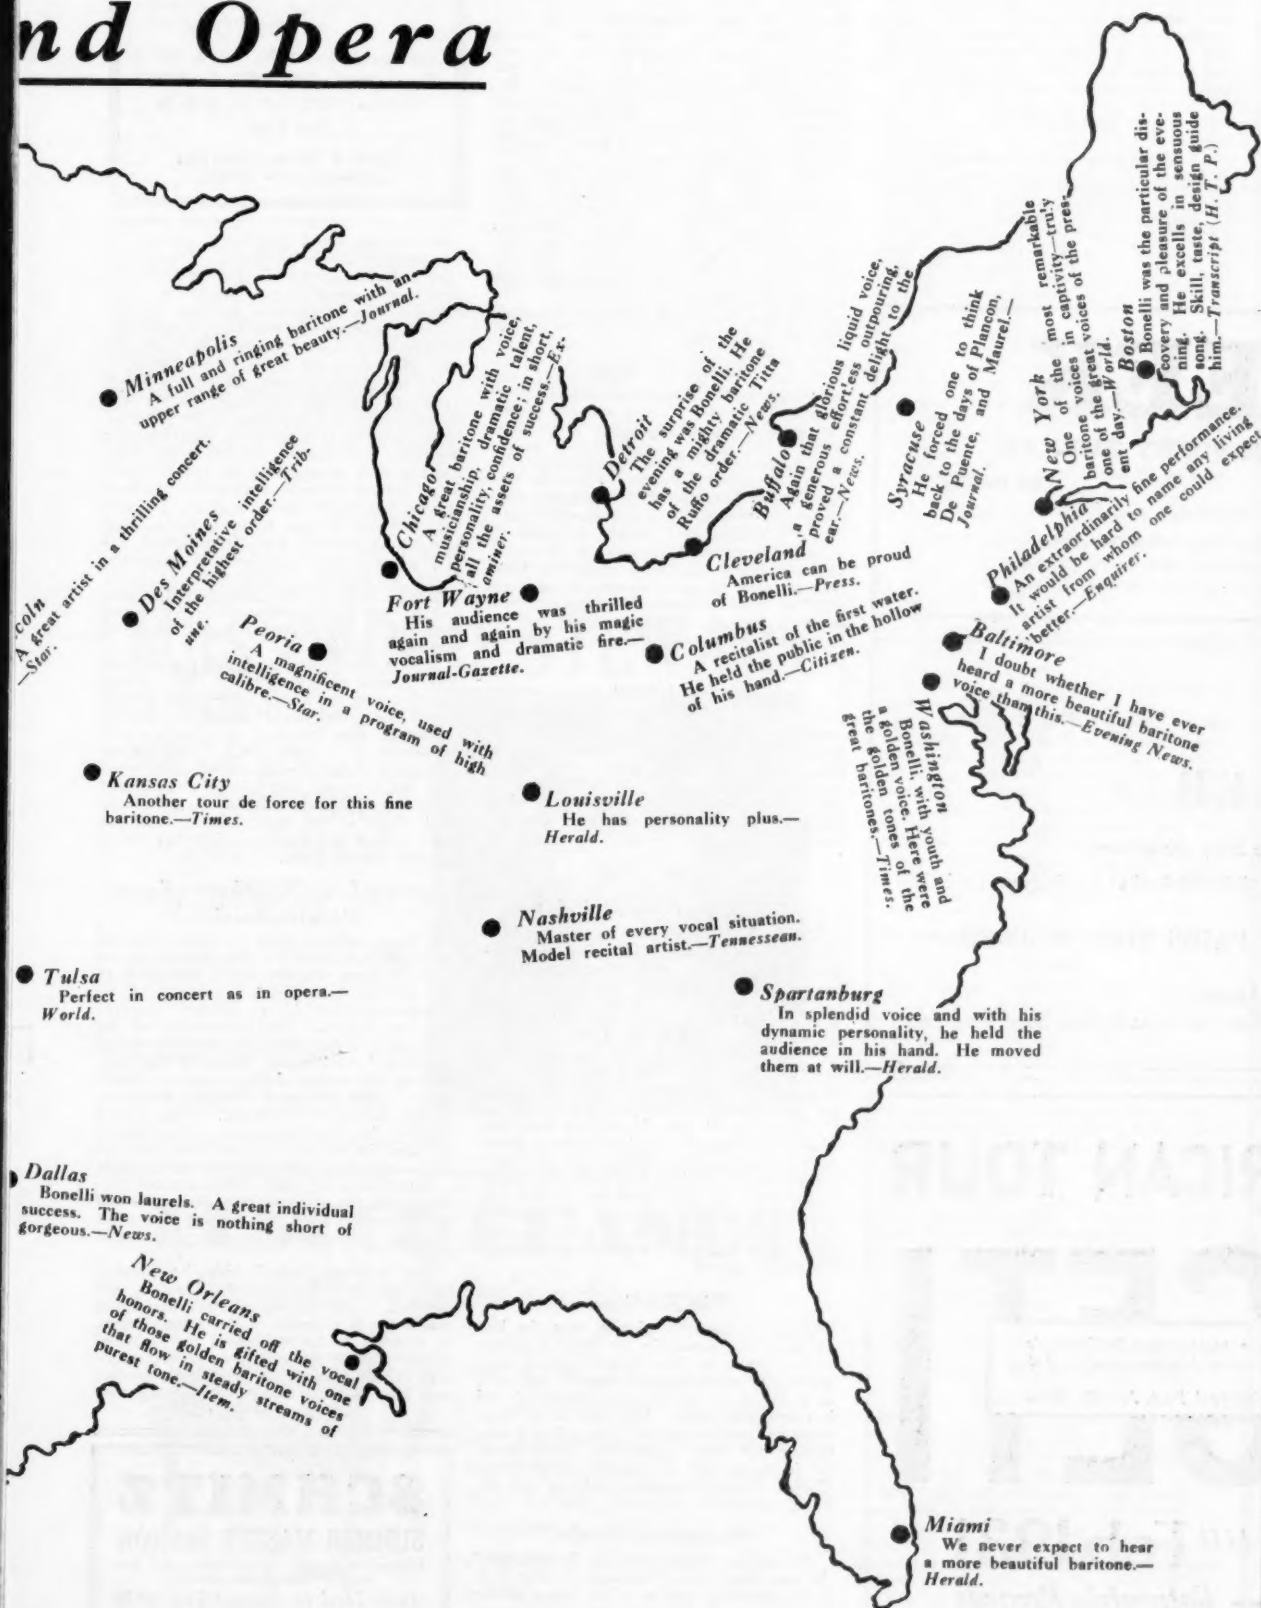 nd Opera
Minneapolis
A full and ringing baritone with an
upper range of great beauty.—Journal.
coln
A great artist in a thrilling concert.
—Star.
Des Moines
Interpretative intelligence
of the highest order.—Trib-
une.
Peoria
A magnificent voice, used with
intelligence in a program of high
calibre.—Star.
Chicago
A great baritone with voice,
musicianship, dramatic talent,
personality, confidence; in short,
all the assets of success.—Ex-
aminer.
Fort Wayne
His audience was thrilled
again and again by his magic
vocalism and dramatic fire.—
Journal-Gazette.
Detroit
The surprise of the
evening was Bonelli. He
has a mighty baritone
of the dramatic Titta
Ruffo order.—News.
Buffalo
Again that glorious liquid voice,
a generous effortless outpouring,
proved a constant delight to the
ear.—News.
Cleveland
America can be proud
of Bonelli.—Press.
Columbus
A recitalist of the first water.
He held the public in the hollow
of his hand.—Citizen.
Syracuse
He forced one to think
back to the days of Plancon,
De Puente, and Maurel.—
Journal.
New York
One of the most remarkable
baritone voices in captivity—truly
one of the great voices of the pres-
ent day.—World.
Boston
Bonelli was the particular dis-
covery and pleasure of the eve-
ning. He excells in sensuous
song. Skill, taste, design guide
him.—Transcript (H. T. P.)
Philadelphia
An extraordinarily fine performance.
It would be hard to name any living
artist from whom one could expect
better.—Enquirer.
Baltimore
I doubt whether I have ever
heard a more beautiful baritone
voice than this.—Evening News.
Washington
Bonelli, with youth and
a golden voice. Here were
the golden tones of the
great baritones.—Times.
Kansas City
Another tour de force for this fine
baritone.—Times.
Louisville
He has personality plus.—
Herald.
Nashville
Master of every vocal situation.
Model recital artist.—Tennessean.
Tulsa
Perfect in concert as in opera.—
World.
Spartanburg
In splendid voice and with his
dynamic personality, he held the
audience in his hand. He moved
them at will.—Herald.
Dallas
Bonelli won laurels. A great individual
success. The voice is nothing short of
gorgeous.—News.
New Orleans
Bonelli carried off the vocal
honors. He is gifted with one
of those golden baritone voices
that flow in steady streams of
purest tone.—Item.
Miami
We never expect to hear
a more beautiful baritone.—
Herald.